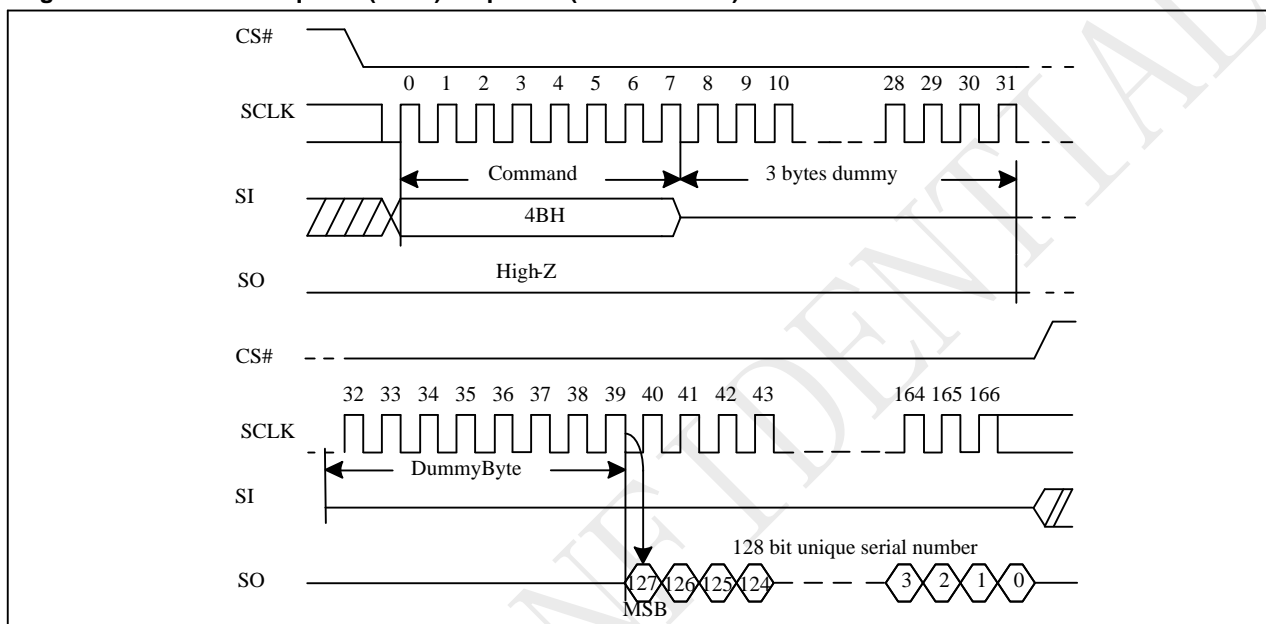 CS#
0 1 2 3 4 5 6 7 8 9 10 28 29 30 31
SCLK
Command 3 bytes dummy
SI
4BH
High-Z
SO
CS#
32 33 34 35 36 37 38 39 40 41 42 43 164 165 166
SCLK
DummyByte
SI
128 bit unique serial number
SO 127 126 125 124 3 2 1 0
MSB